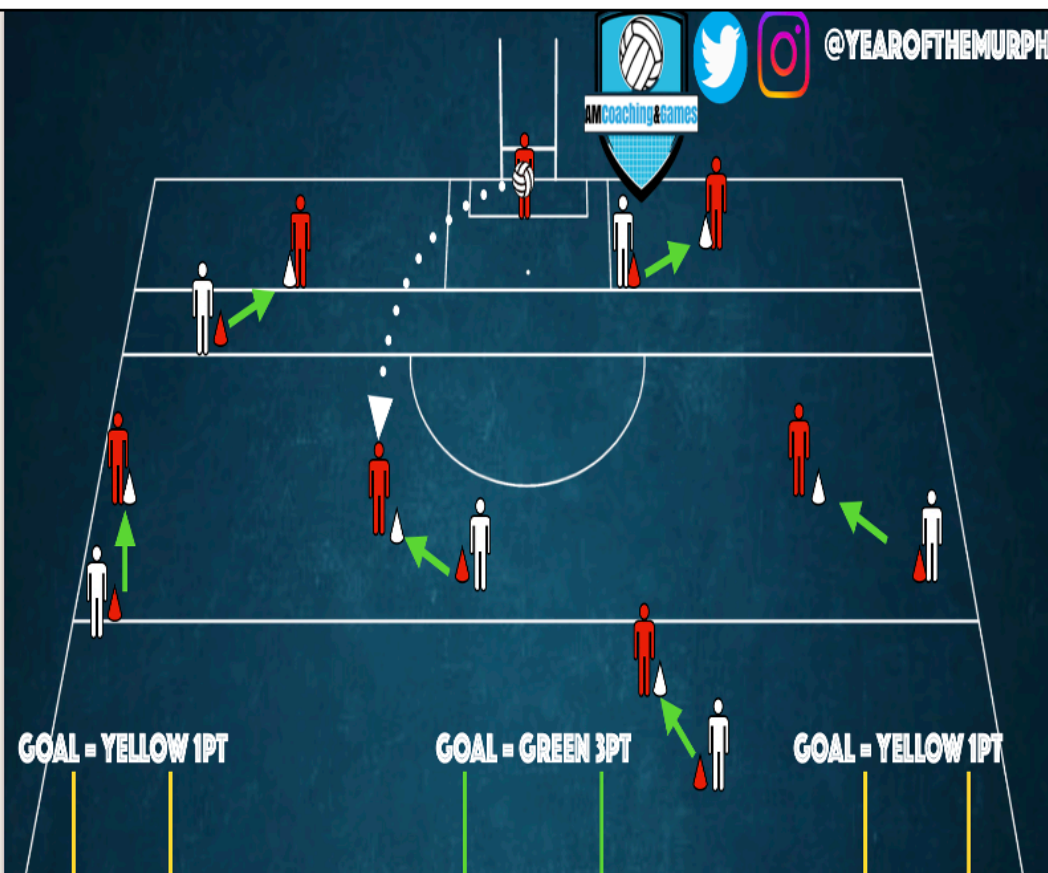 @YEAROFTHEMURPH
AMCoaching&Games
GOAL = YELLOW 1PT
GOAL = GREEN 3PT
GOAL = YELLOW 1PT